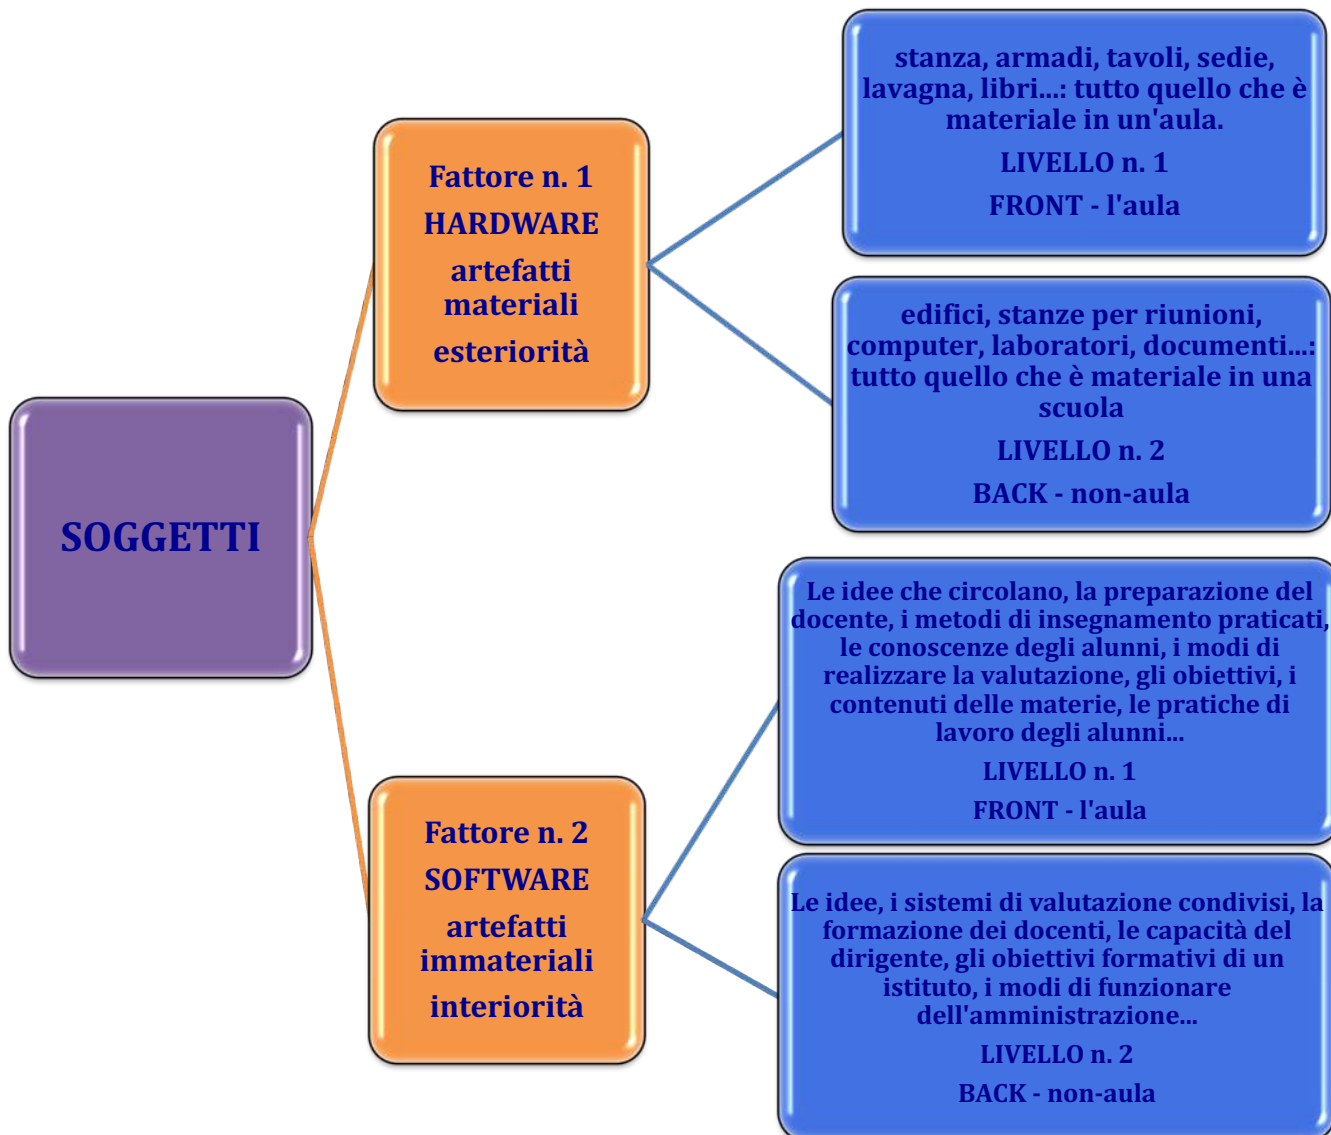 SOGGETTI
Fattore n. 1
HARDWARE
artefatti
materiali
esteriorità
stanza, armadi, tavoli, sedie,
lavagna, libri...: tutto quello che è
materiale in un'aula.
LIVELLO n. 1
FRONT - l'aula
edifici, stanze per riunioni,
computer, laboratori, documenti...:
tutto quello che è materiale in una
scuola
LIVELLO n. 2
BACK - non-aula
Fattore n. 2
SOFTWARE
artefatti
immateriali
interiorità
Le idee che circolano, la preparazione del
docente, i metodi di insegnamento praticati,
le conoscenze degli alunni, i modi di
realizzare la valutazione, gli obiettivi, i
contenuti delle materie, le pratiche di
lavoro degli alunni...
LIVELLO n. 1
FRONT - l'aula
Le idee, i sistemi di valutazione condivisi, la
formazione dei docenti, le capacità del
dirigente, gli obiettivi formativi di un
istituto, i modi di funzionare
dell'amministrazione...
LIVELLO n. 2
BACK - non-aula